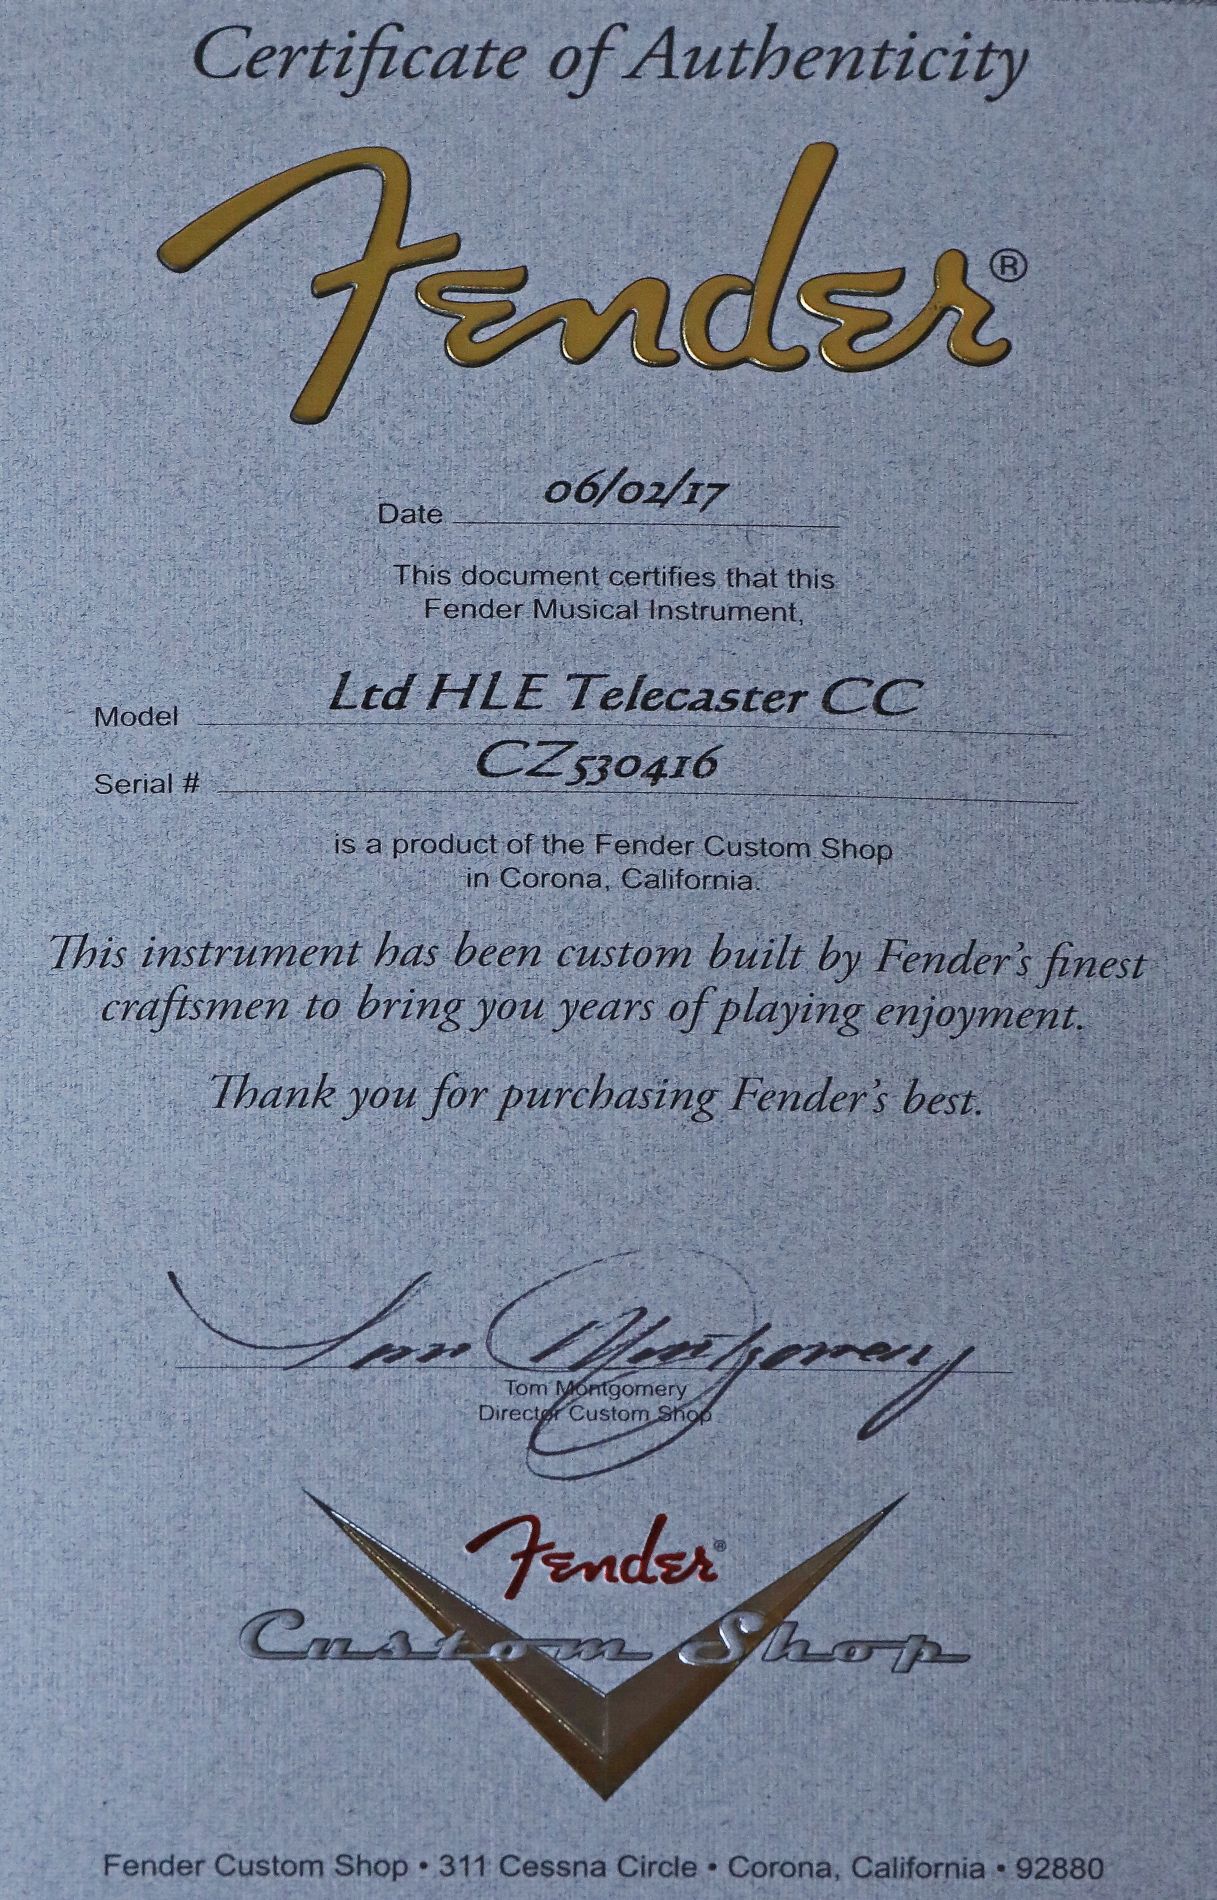 Certificate of Authenticity
Fender®
Date 06/02/17
This document certifies that this
Fender Musical Instrument,
Model Ltd HLE Telecaster CC
Serial # CZ530416
is a product of the Fender Custom Shop
in Corona, California.
This instrument has been custom built by Fender's finest
craftsmen to bring you years of playing enjoyment.
Thank you for purchasing Fender's best.
Tom Montgomery
Tom Montgomery
Director Custom Shop
Fender®
Custom Shop
Fender Custom Shop • 311 Cessna Circle • Corona, California • 92880